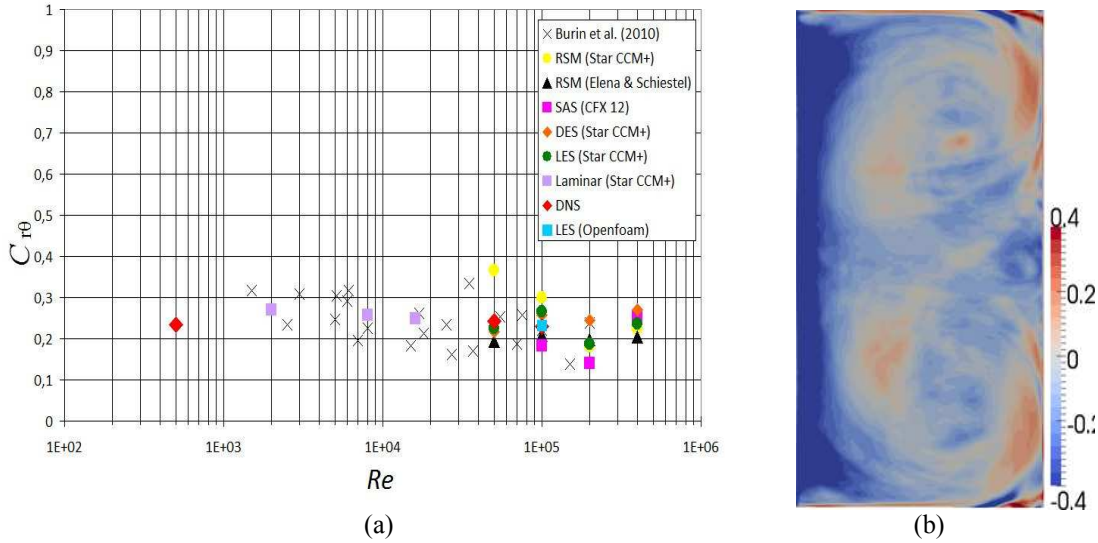 1
0,9
0,8
0,7
0,6
0,5
0,4
0,3
0,2
0,1
0
C rθ
1E+02 1E+03 1E+04 1E+05 1E+06
Re
Burin et al. (2010)
RSM (Star CCM+)
RSM (Elena & Schiestel)
SAS (CFX 12)
DES (Star CCM+)
LES (Star CCM+)
Laminar (Star CCM+)
DNS
LES (Openfoam)
(a)
0.4
0.2
0
-0.2
-0.4
(b)